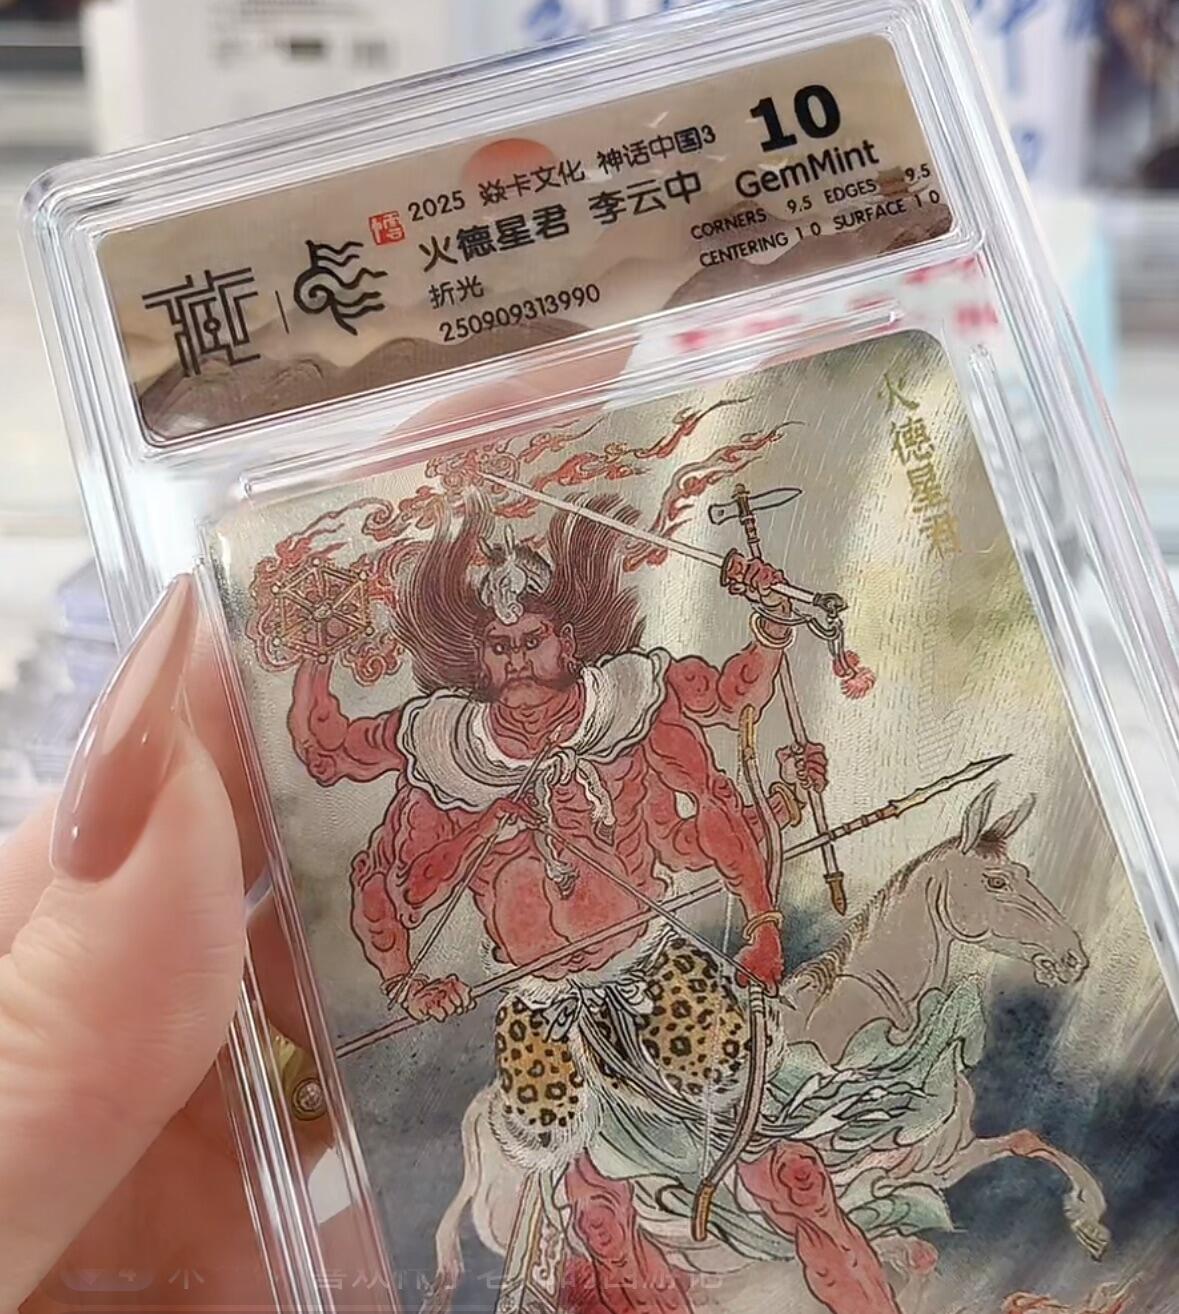 2025 焱卡文化 神话中国3
火德星君 李云中
折光
250909313990
10
GemMint
CORNERS 9.5 EDGES 9.5
CENTERING 10 SURFACE 10
藏
火德星君